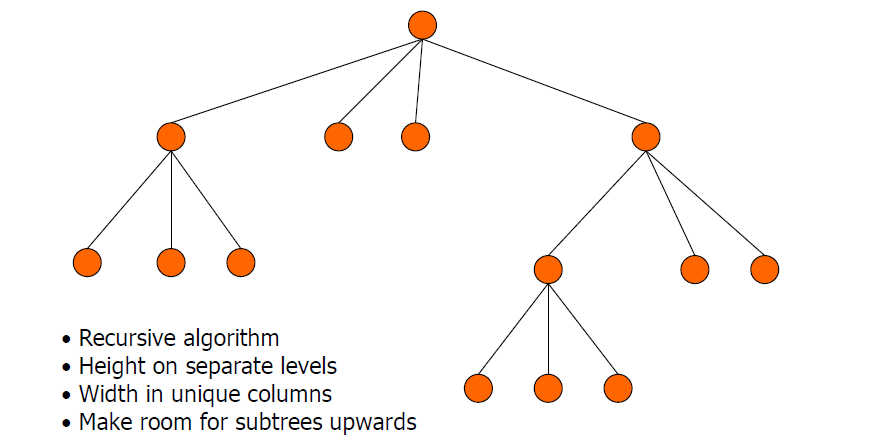 • Recursive algorithm
• Height on separate levels
• Width in unique columns
• Make room for subtrees upwards